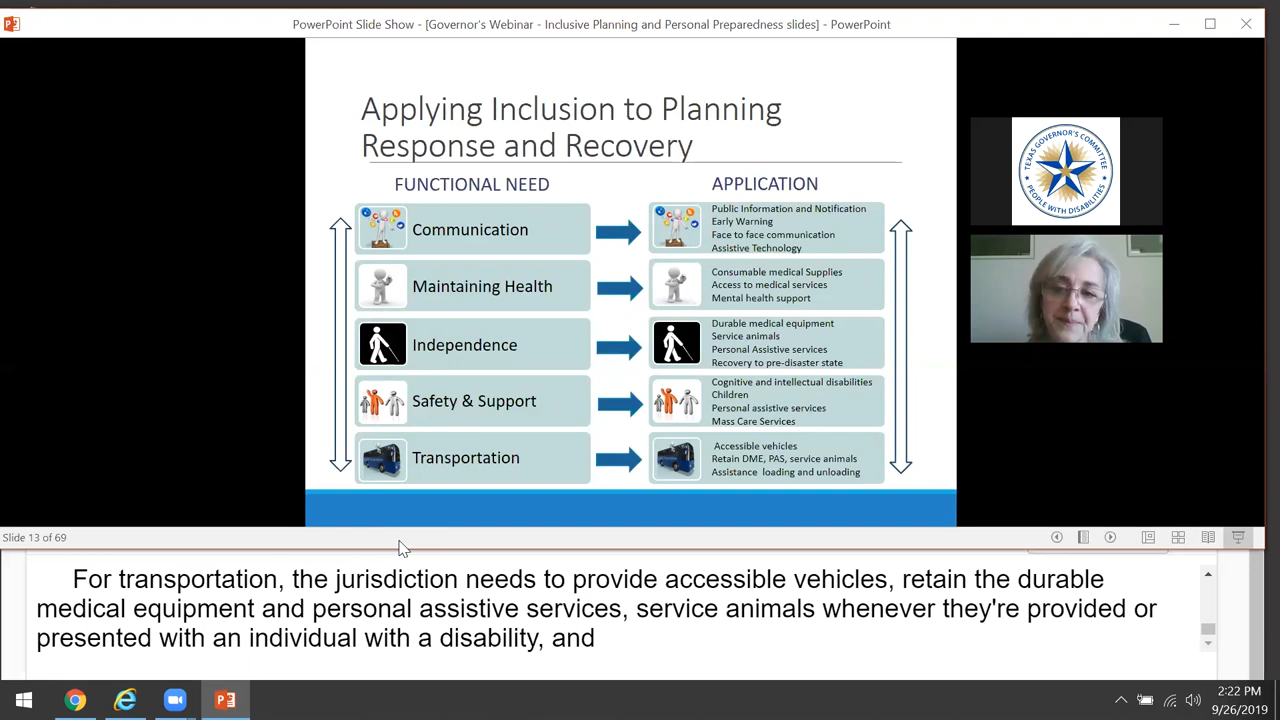 PowerPoint Slide Show - [Governor's Webinar - Inclusive Planning and Personal Preparedness slides] - PowerPoint
Applying Inclusion to Planning
Response and Recovery
FUNCTIONAL NEED
APPLICATION
Communication
Public Information and Notification
Early Warning
Face to face communication
Assistive Technology
Maintaining Health
Consumable medical Supplies
Access to medical services
Mental health support
Independence
Durable medical equipment
Service animals
Personal Assistive services
Recovery to pre-disaster state
Safety & Support
Cognitive and intellectual disabilities
Children
Personal assistive services
Mass Care Services
Transportation
Accessible vehicles
Retain DME, PAS, service animals
Assistance loading and unloading
TEXAS GOVERNOR'S COMMITTEE
PEOPLE WITH DISABILITIES
Slide 13 of 69
For transportation, the jurisdiction needs to provide accessible vehicles, retain the durable
medical equipment and personal assistive services, service animals whenever they're provided or
presented with an individual with a disability, and
2:22 PM
9/26/2019